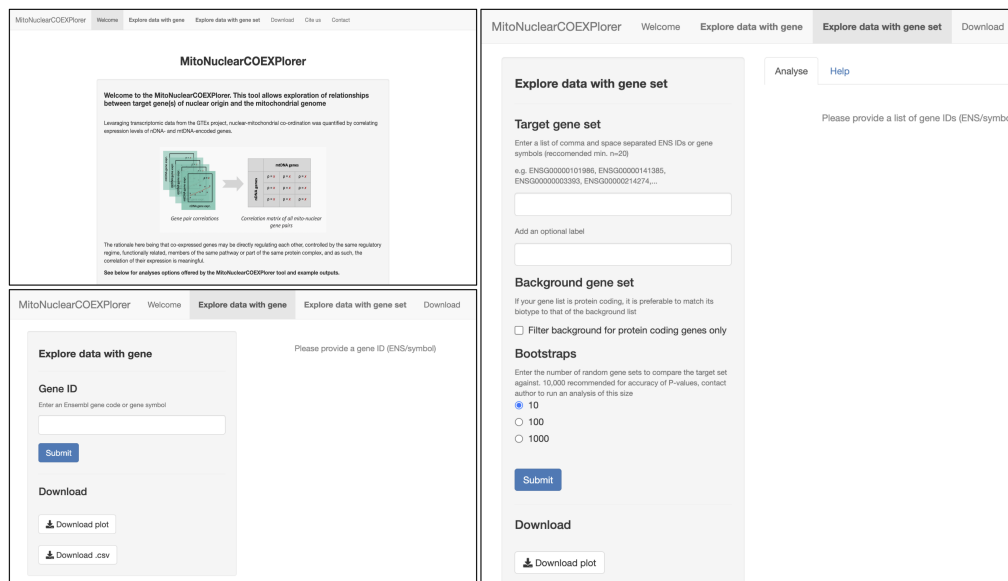 MitoNuclearCOEXPlorer Welcome Explore data with gene Explore data with gene set Download Cite us Contact
MitoNuclearCOEXPlorer
Welcome to the MitoNuclearCOEXPlorer. This tool allows exploration of relationships
between target gene(s) of nuclear origin and the mitochondrial genome
Leveraging transcriptomic data from the GTEx project, nuclear-mitochondrial co-ordination was quantified by correlating
expression levels of nDNA- and mtDNA-encoded genes.
mtDNA genes
nDNA genes
ρ = x ρ = x ρ = x
ρ = x ρ = x ρ = x
ρ = x ρ = x ρ = x
Gene pair correlations
Correlation matrix of all mito-nuclear
gene pairs
The rationale here being that co-expressed genes may be directly regulating each other, controlled by the same regulatory
regime, functionally related, members of the same pathway or part of the same protein complex, and as such, the
correlation of their expression is meaningful.
See below for analyses options offered by the MitoNuclearCOEXPlorer tool and example outputs.
MitoNuclearCOEXPlorer Welcome Explore data with gene Explore data with gene set Download
Explore data with gene
Gene ID
Enter an Ensembl gene code or gene symbol
Submit
Download
Download plot
Download .csv
Please provide a gene ID (ENS/symbol)
MitoNuclearCOEXPlorer Welcome Explore data with gene Explore data with gene set Download
Explore data with gene set
Target gene set
Enter a list of comma and space separated ENS IDs or gene
symbols (reccomended min. n=20)
e.g. ENSG00000101986, ENSG00000141385,
ENSG00000003393, ENSG00000214274,...
Add an optional label
Background gene set
If your gene list is protein coding, it is preferable to match its
biotype to that of the background list
Filter background for protein coding genes only
Bootstraps
Enter the number of random gene sets to compare the target set
against. 10,000 recommended for accuracy of P-values, contact
author to run an analysis of this size
10
100
1000
Submit
Download
Download plot
Analyse Help
Please provide a list of gene IDs (ENS/symbo